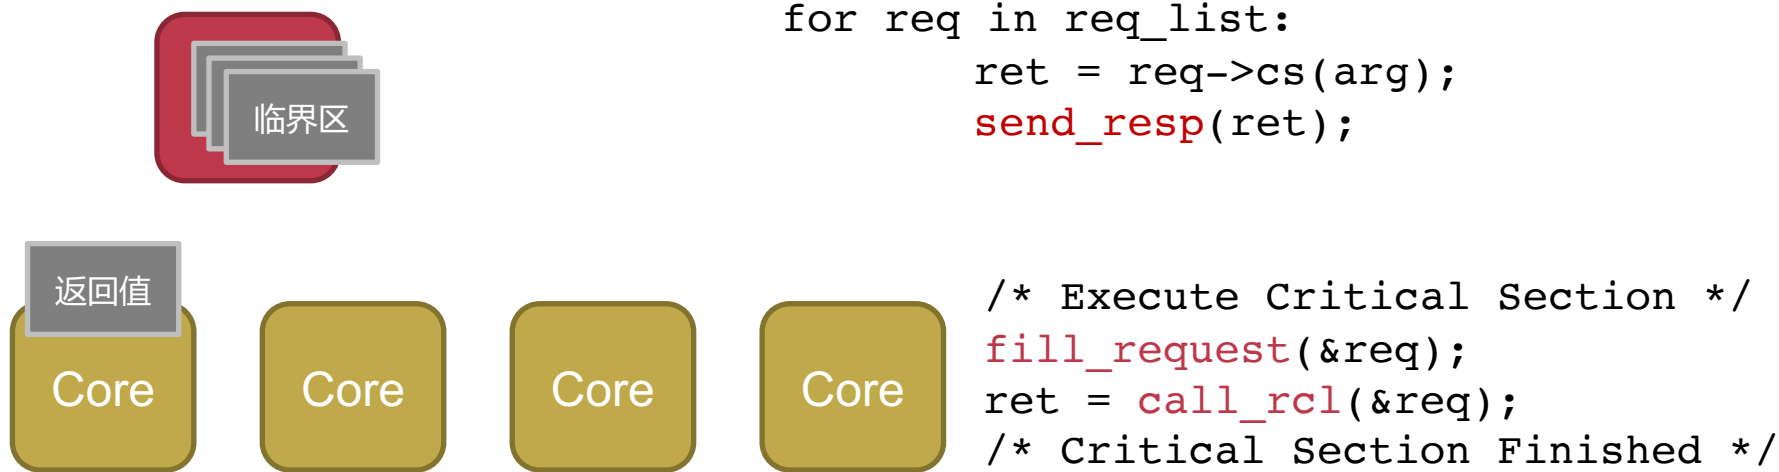 for req in req_list:
ret = req->cs(arg);
send_resp(ret);
临界区
返回值
Core
Core
Core
Core
/* Execute Critical Section */
fill_request(&req);
ret = call_rcl(&req);
/* Critical Section Finished */